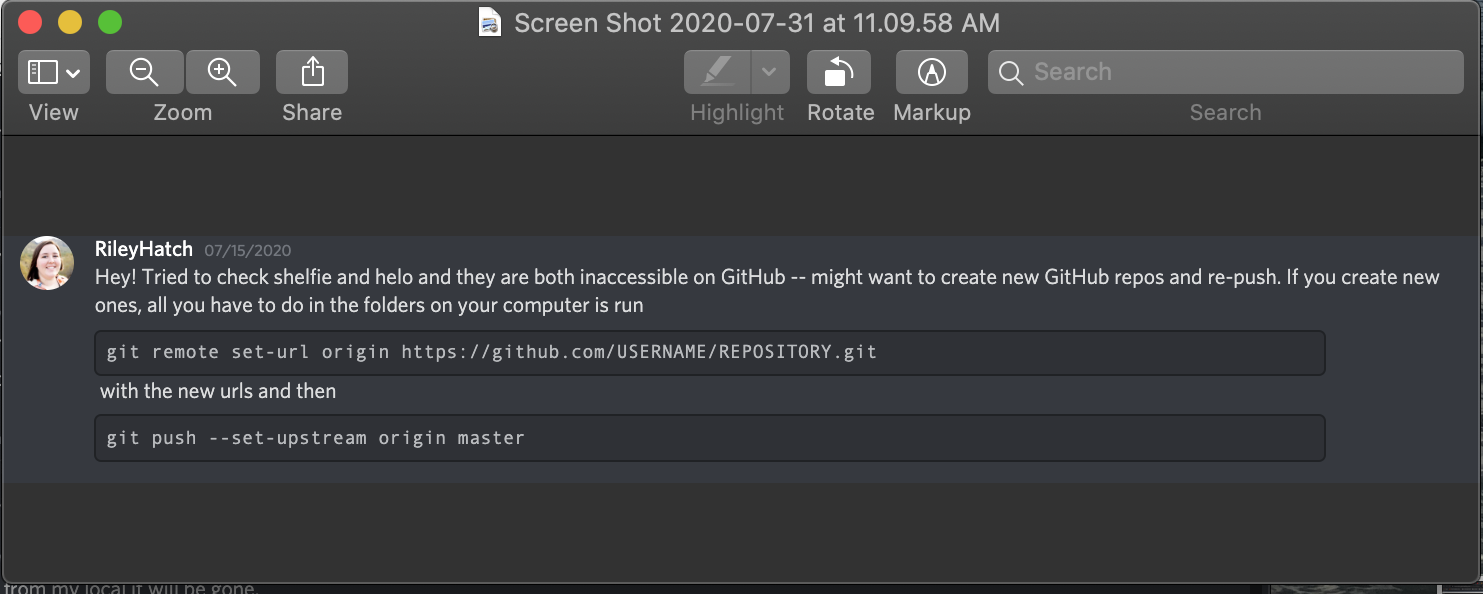 Screen Shot 2020-07-31 at 11.09.58 AM
View
Zoom
Share
Highlight
Rotate
Markup
Search
Search
RileyHatch 07/15/2020
Hey! Tried to check shelfie and helo and they are both inaccessible on GitHub -- might want to create new GitHub repos and re-push. If you create new
ones, all you have to do in the folders on your computer is run
git remote set-url origin https://github.com/USERNAME/REPOSITORY.git
with the new urls and then
git push --set-upstream origin master
from my local it will be gone.